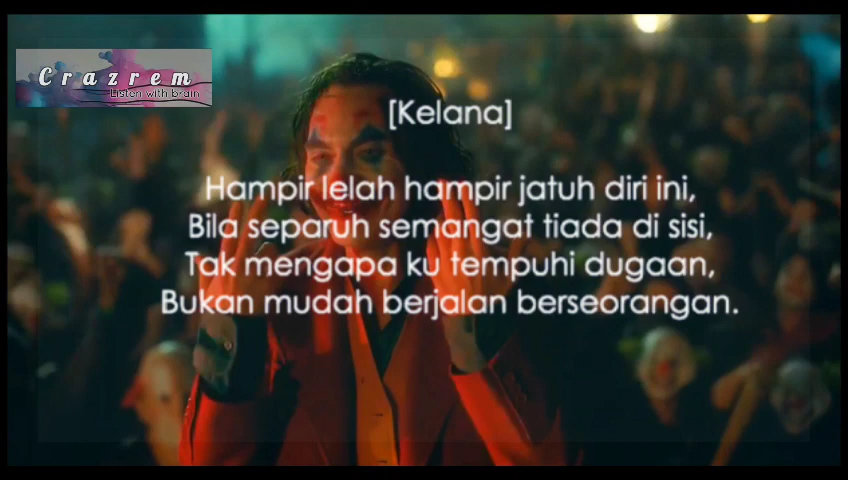 Crazrem
Listen with brain
[Kelana]
Hampir lelah hampir jatuh diri ini,
Bila separuh semangat tiada di sisi,
Tak mengapa ku tempuhi dugaan,
Bukan mudah berjalan berseorangan.